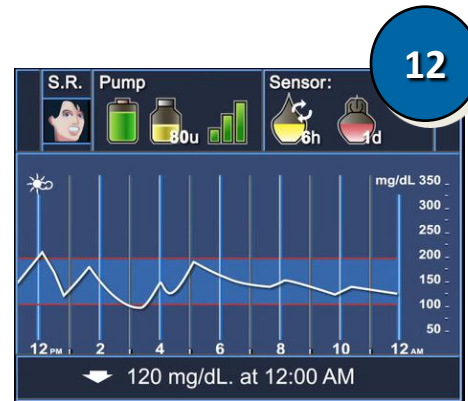 12
S.R. Pump Sensor:
80u 6h 1d
mg/dL 350
300
250
200
150
100
50
12 PM 2 4 6 8 10 12 AM
120 mg/dL. at 12:00 AM